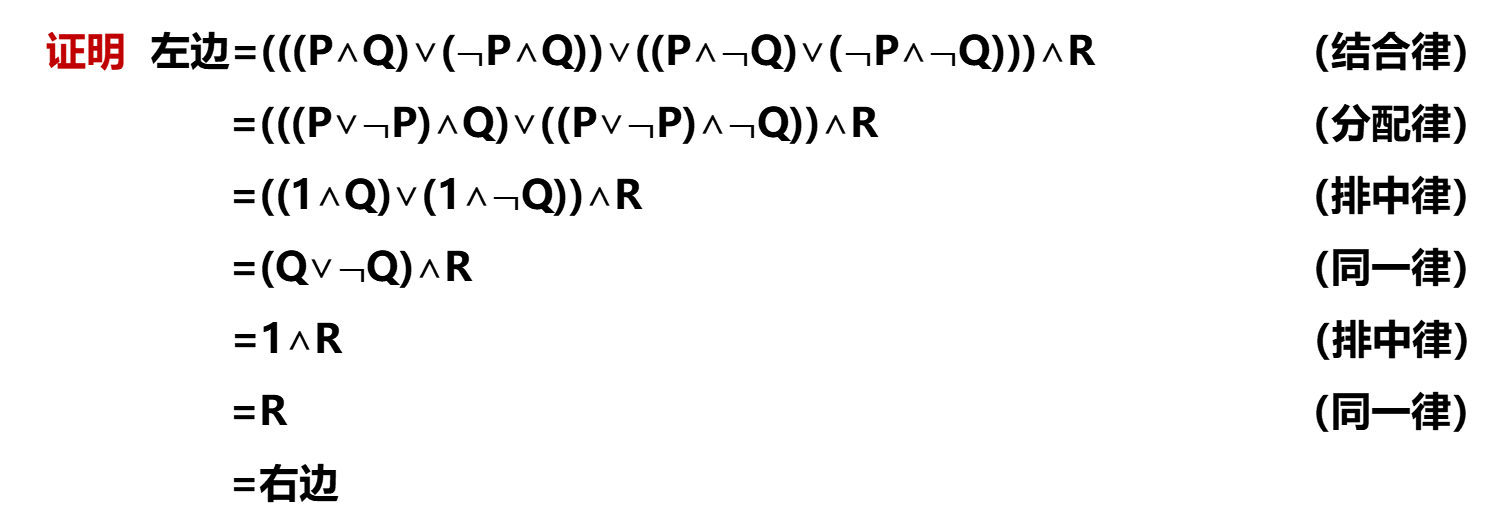 证明 左边=(((P∧Q)∨(¬P∧Q))∨((P∧¬Q)∨(¬P∧¬Q)))∧R (结合律)
=(((P∨¬P)∧Q)∨((P∨¬P)∧¬Q))∧R (分配律)
=((1∧Q)∨(1∧¬Q))∧R (排中律)
=(Q∨¬Q)∧R (同一律)
=1∧R (排中律)
=R (同一律)
=右边